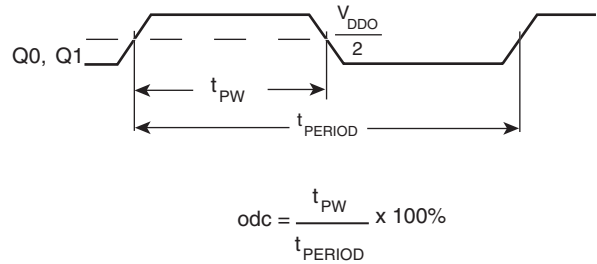 V_DDO
2
Q0, Q1
t_PW
t_PERIOD
odc = t_PW / t_PERIOD x 100%